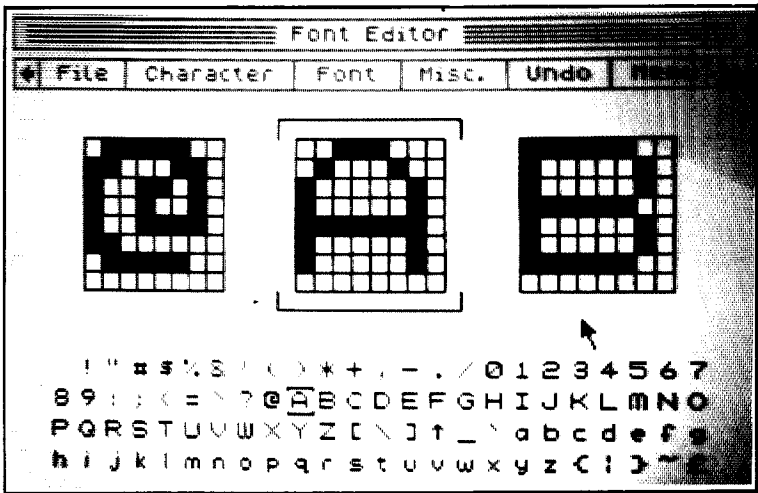 Font Editor
File Character Font Misc. Undo
@ A B
! " # $ % & ' ( ) * + , - . / 0 1 2 3 4 5 6 7
8 9 : ; < = > ? @ A B C D E F G H I J K L M N O
P Q R S T U V W X Y Z [ \ ] ↑ _ ` a b c d e f g
h i j k l m n o p q r s t u v w x y z { | } ~